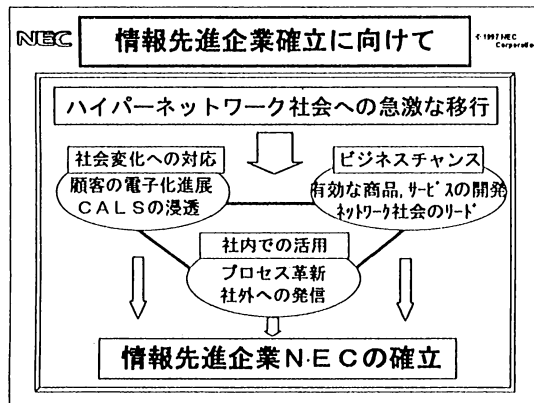 NEC
情報先進企業確立に向けて
© 1997 NEC
Corporation
ハイパーネットワーク社会への急激な移行
社会変化への対応
顧客の電子化進展
CALSの浸透
ビジネスチャンス
有効な商品,サービスの開発
ネットワーク社会のリード
社内での活用
プロセス革新
社外への発信
情報先進企業N・ECの確立